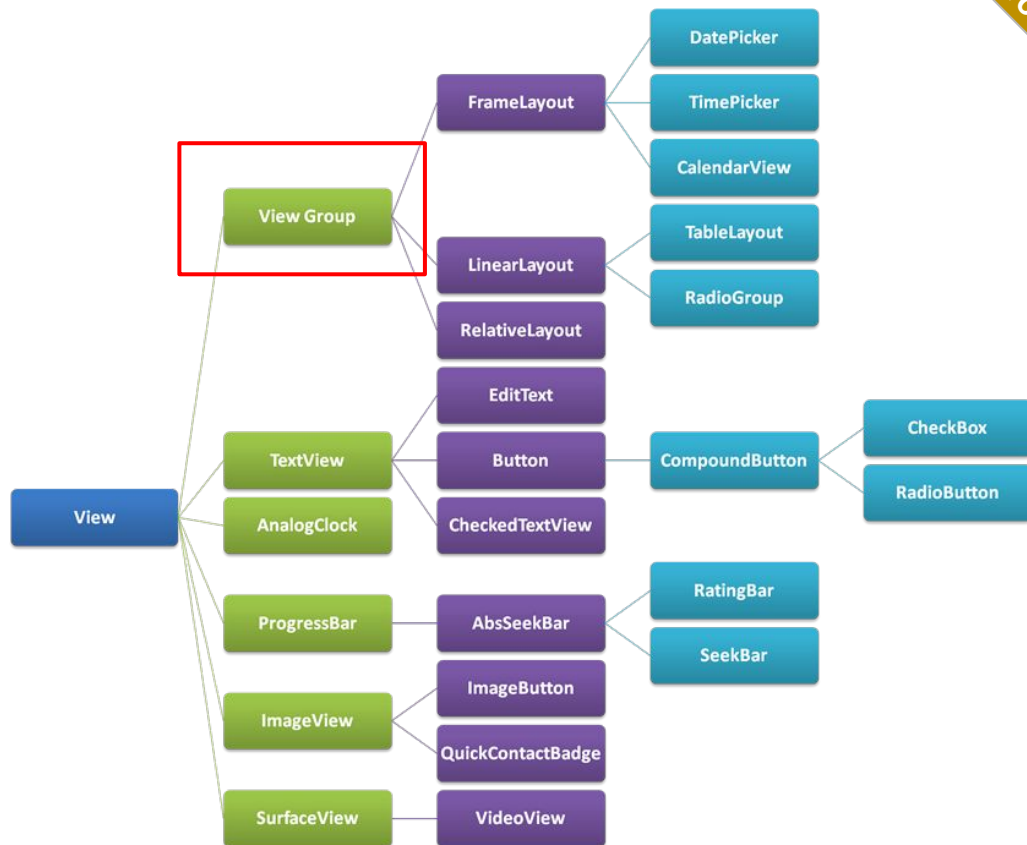 DatePicker
FrameLayout
TimePicker
CalendarView
View Group
TableLayout
LinearLayout
RadioGroup
RelativeLayout
EditText
CheckBox
TextView
Button
CompoundButton
RadioButton
View
AnalogClock
CheckedTextView
RatingBar
ProgressBar
AbsSeekBar
SeekBar
ImageButton
ImageView
QuickContactBadge
SurfaceView
VideoView